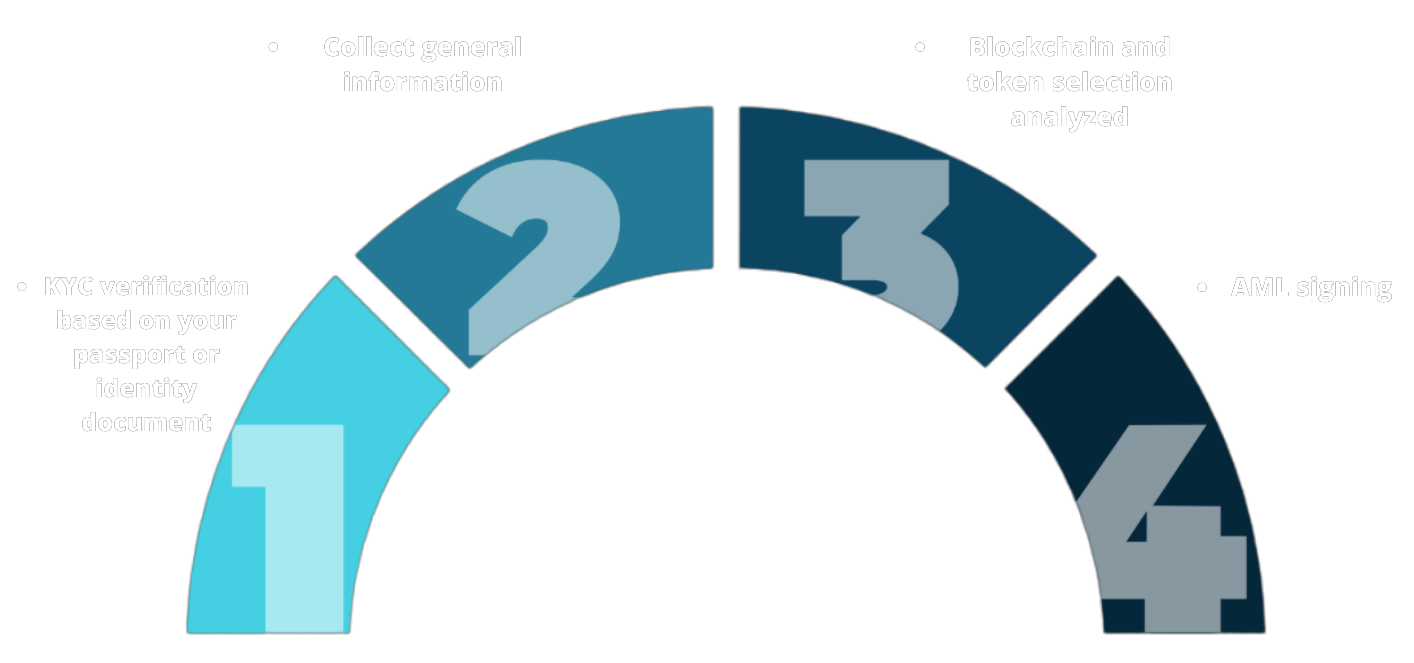 • Collect general
information
• Blockchain and
token selection
analyzed
2
3
• KYC verification
based on your
passport or
identity
document
• AML signing
1
4